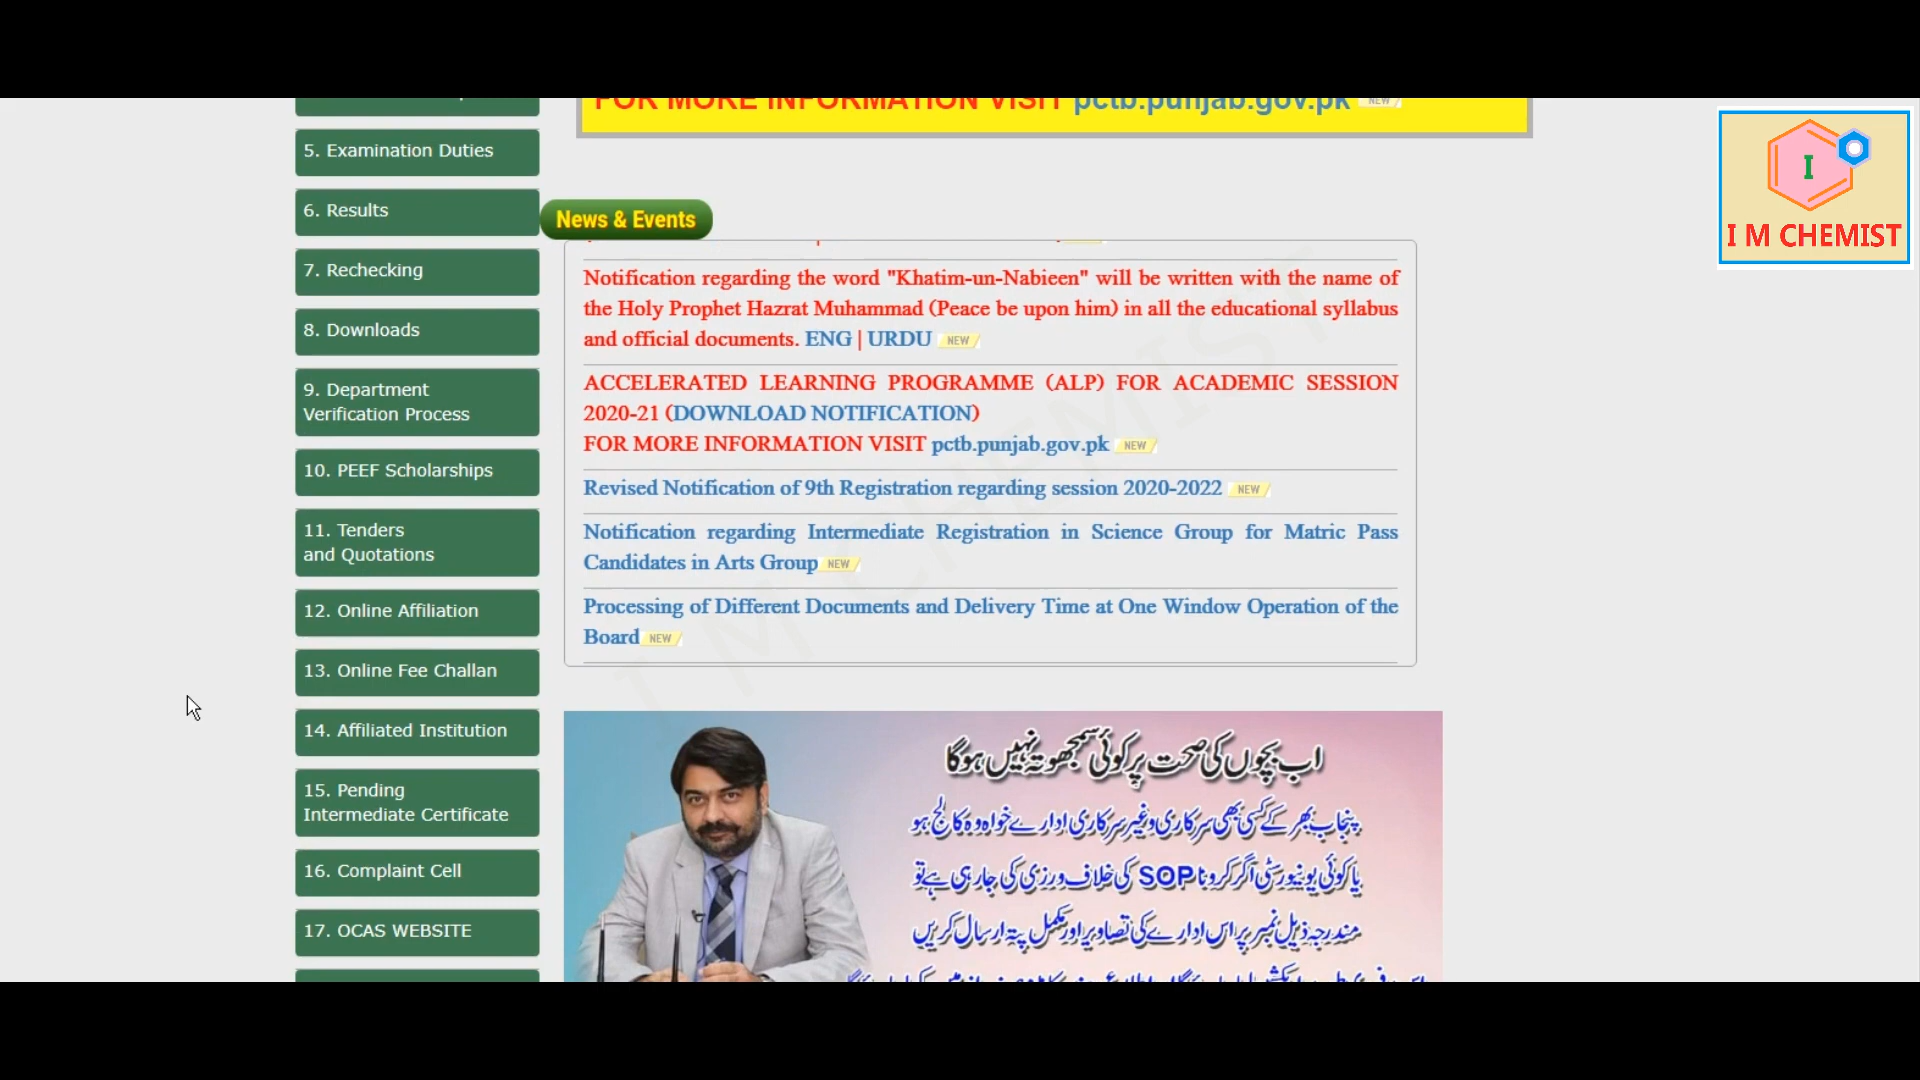 FOR MORE INFORMATION VISIT pctb.punjab.gov.pk NEW
5. Examination Duties
6. Results
7. Rechecking
8. Downloads
9. Department
Verification Process
10. PEEF Scholarships
11. Tenders
and Quotations
12. Online Affiliation
13. Online Fee Challan
14. Affiliated Institution
15. Pending
Intermediate Certificate
16. Complaint Cell
17. OCAS WEBSITE
News & Events
Notification regarding the word "Khatim-un-Nabieen" will be written with the name of
the Holy Prophet Hazrat Muhammad (Peace be upon him) in all the educational syllabus
and official documents. ENG | URDU NEW
ACCELERATED LEARNING PROGRAMME (ALP) FOR ACADEMIC SESSION
2020-21 (DOWNLOAD NOTIFICATION)
FOR MORE INFORMATION VISIT pctb.punjab.gov.pk NEW
Revised Notification of 9th Registration regarding session 2020-2022 NEW
Notification regarding Intermediate Registration in Science Group for Matric Pass
Candidates in Arts Group NEW
Processing of Different Documents and Delivery Time at One Window Operation of the
Board NEW
اب بچوں کی صحت پر کوئی سمجھوتہ نہیں ہوگا
پنجاب بھر کے کسی بھی سرکاری و غیر سرکاری ادارے خواہ وہ کالج ہو
یا کوئی یونیورسٹی اگر کرونا SOP کی خلاف ورزی کی جا رہی ہے تو
مندرجہ ذیل نمبر پر اس ادارے کی تصاویر اور مکمل پتہ ارسال کریں
I
I M CHEMIST
I M CHEMIST